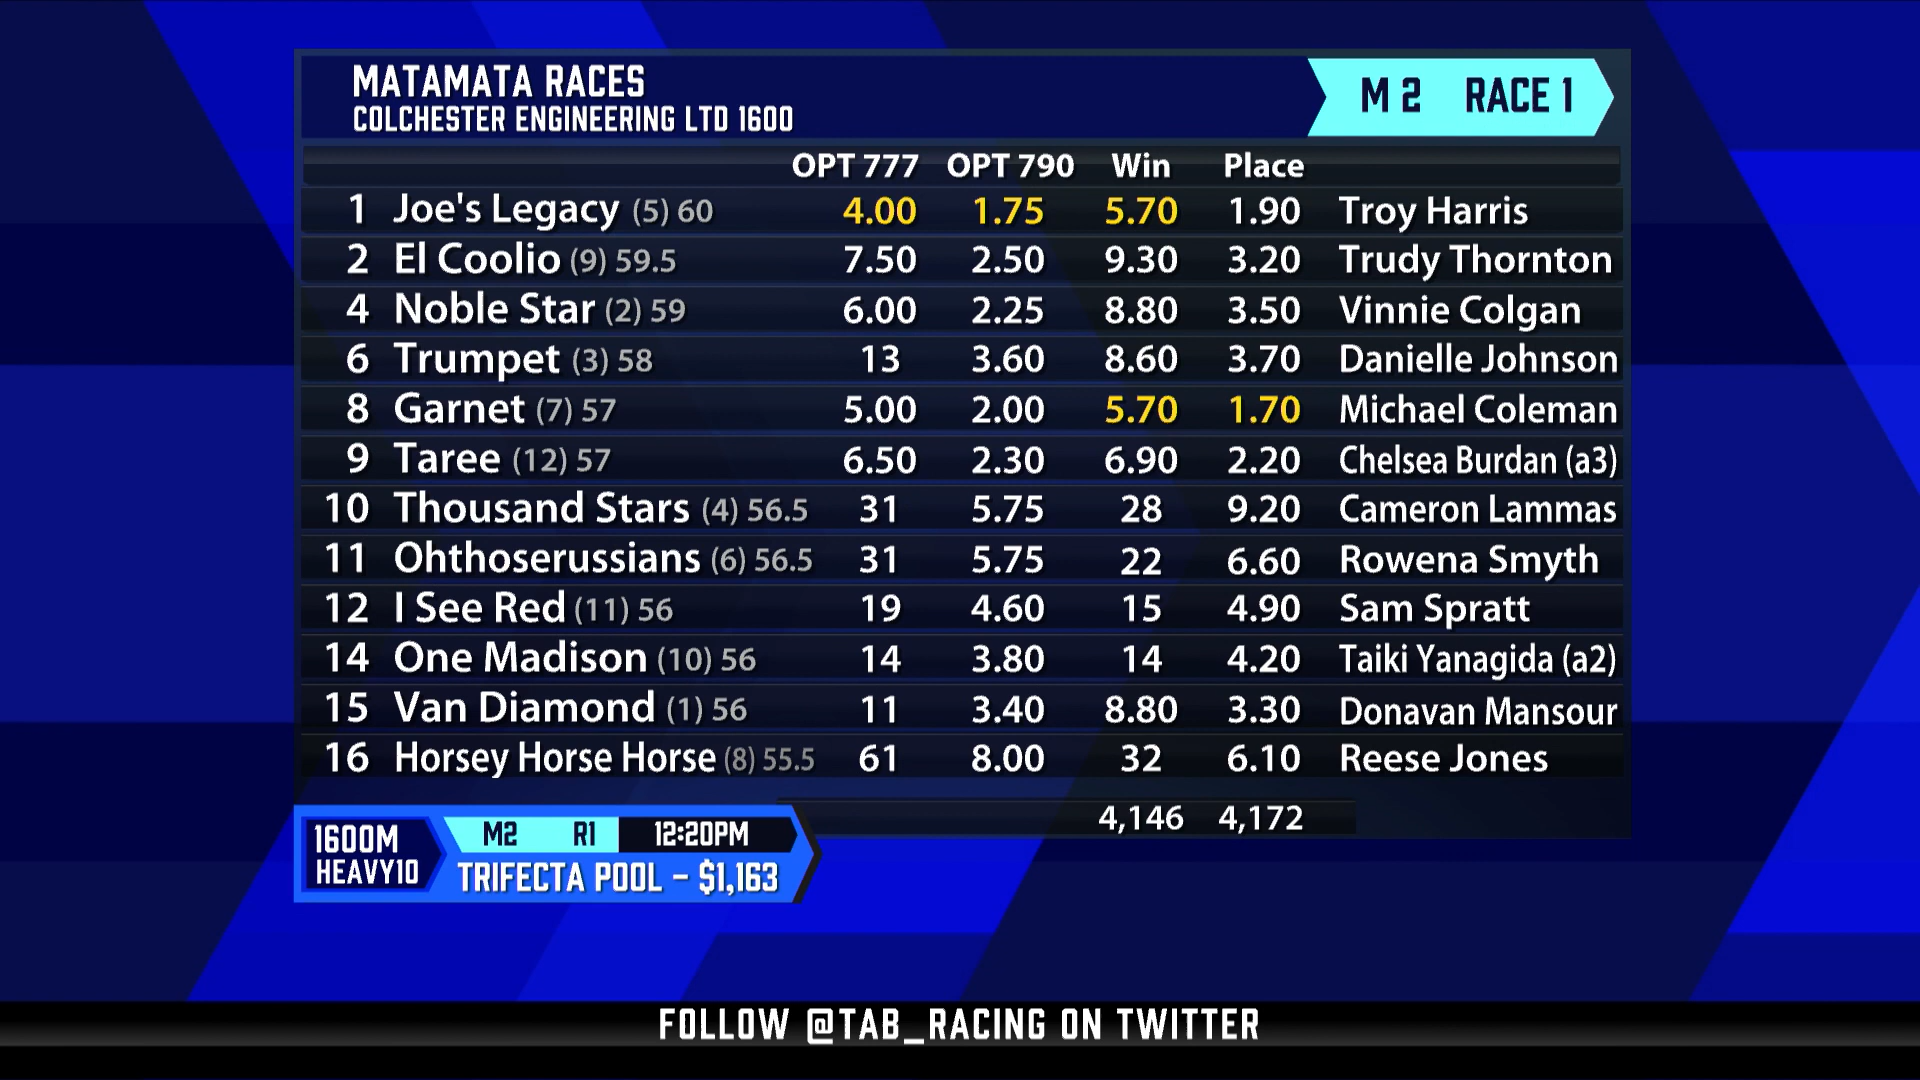 MATAMATA RACES
COLCHESTER ENGINEERING LTD 1600
M 2 RACE 1
OPT 777 OPT 790 Win Place
1 Joe's Legacy (5) 60 4.00 1.75 5.70 1.90 Troy Harris
2 El Coolio (9) 59.5 7.50 2.50 9.30 3.20 Trudy Thornton
4 Noble Star (2) 59 6.00 2.25 8.80 3.50 Vinnie Colgan
6 Trumpet (3) 58 13 3.60 8.60 3.70 Danielle Johnson
8 Garnet (7) 57 5.00 2.00 5.70 1.70 Michael Coleman
9 Taree (12) 57 6.50 2.30 6.90 2.20 Chelsea Burdan (a3)
10 Thousand Stars (4) 56.5 31 5.75 28 9.20 Cameron Lammas
11 Ohthoserussians (6) 56.5 31 5.75 22 6.60 Rowena Smyth
12 I See Red (11) 56 19 4.60 15 4.90 Sam Spratt
14 One Madison (10) 56 14 3.80 14 4.20 Taiki Yanagida (a2)
15 Van Diamond (1) 56 11 3.40 8.80 3.30 Donavan Mansour
16 Horsey Horse Horse (8) 55.5 61 8.00 32 6.10 Reese Jones
4,146 4,172
1600M
HEAVY10
M2 R1 12:20PM
TRIFECTA POOL - $1,163
FOLLOW @TAB_RACING ON TWITTER